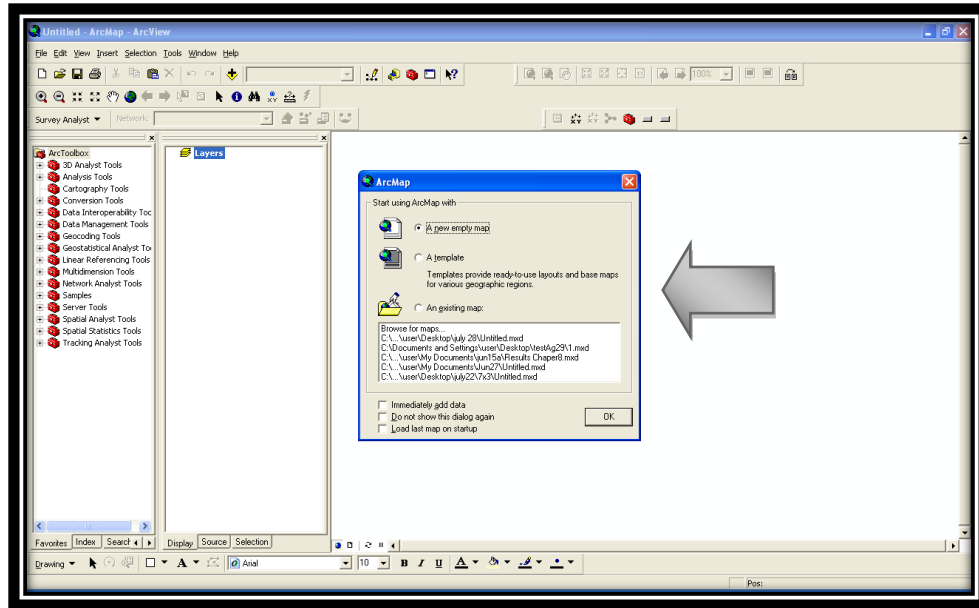 Untitled - ArcMap - ArcView
File Edit View Insert Selection Tools Window Help
100%
Survey Analyst Network:
ArcToolbox
3D Analyst Tools
Analysis Tools
Cartography Tools
Conversion Tools
Data Interoperability Toc
Data Management Tools
Geocoding Tools
Geostatistical Analyst To
Linear Referencing Tools
Multidimension Tools
Network Analyst Tools
Samples
Server Tools
Spatial Analyst Tools
Spatial Statistics Tools
Tracking Analyst Tools
Favorites Index Search
Layers
Display Source Selection
ArcMap
Start using ArcMap with
A new empty map
A template
Templates provide ready-to-use layouts and base maps
for various geographic regions.
An existing map:
Browse for maps...
C:\...\user\Desktop\july 28\Untitled.mxd
C:\Documents and Settings\user\Desktop\testAg29\1.mxd
C:\...\user\My Documents\jun15a\Results Chaper8.mxd
C:\...\user\My Documents\Jun27\Untitled.mxd
C:\...\user\Desktop\july22\7x3\Untitled.mxd
Immediately add data
Do not show this dialog again
Load last map on startup
OK
Drawing A Arial 10 B I U A
Pos: